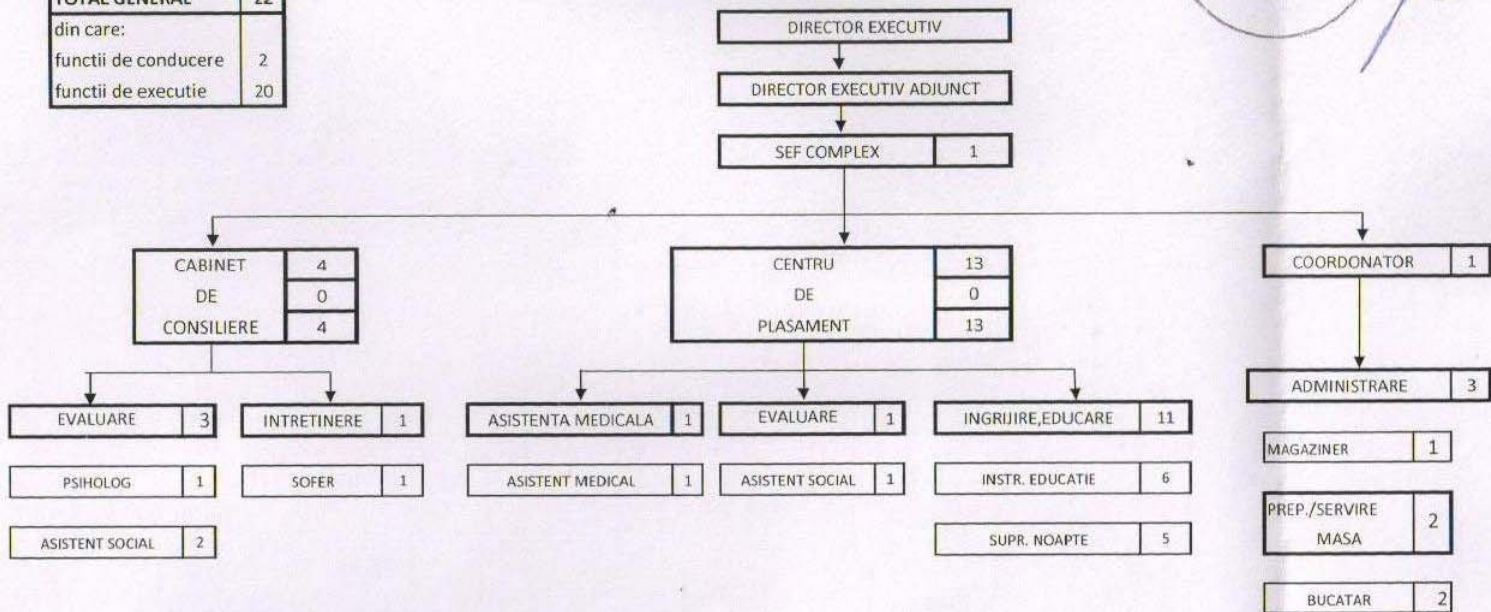 TOTAL GENERAL 22
din care:
functii de conducere 2
functii de executie 20
DIRECTOR EXECUTIV
DIRECTOR EXECUTIV ADJUNCT
SEF COMPLEX 1
CABINET 4
DE 0
CONSILIERE 4
CENTRU 13
DE 0
PLASAMENT 13
COORDONATOR 1
ADMINISTRARE 3
EVALUARE 3
INTRETINERE 1
ASISTENTA MEDICALA 1
EVALUARE 1
INGRIJIRE,EDUCARE 11
MAGAZINER 1
PSIHOLOG 1
SOFER 1
ASISTENT MEDICAL 1
ASISTENT SOCIAL 1
INSTR. EDUCATIE 6
PREP./SERVIRE
MASA 2
ASISTENT SOCIAL 2
SUPR. NOAPTE 5
BUCATAR 2